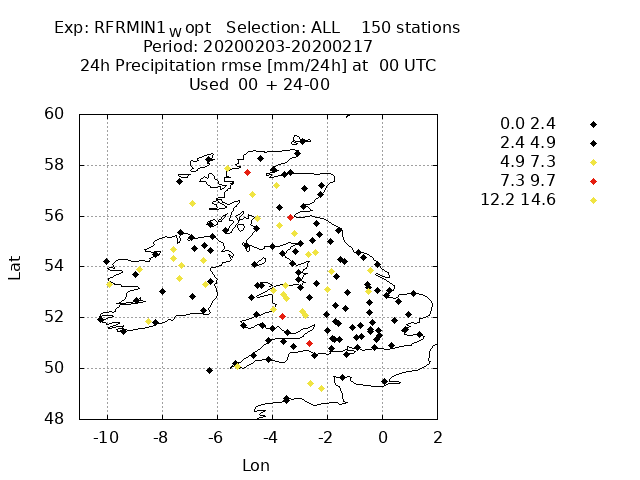 Exp: RFRMIN1_W opt Selection: ALL 150 stations
Period: 20200203-20200217
24h Precipitation rmse [mm/24h] at 00 UTC
Used 00 + 24-00
0.0 2.4
2.4 4.9
4.9 7.3
7.3 9.7
12.2 14.6
60
58
56
54
52
50
48
Lat
-10 -8 -6 -4 -2 0 2
Lon